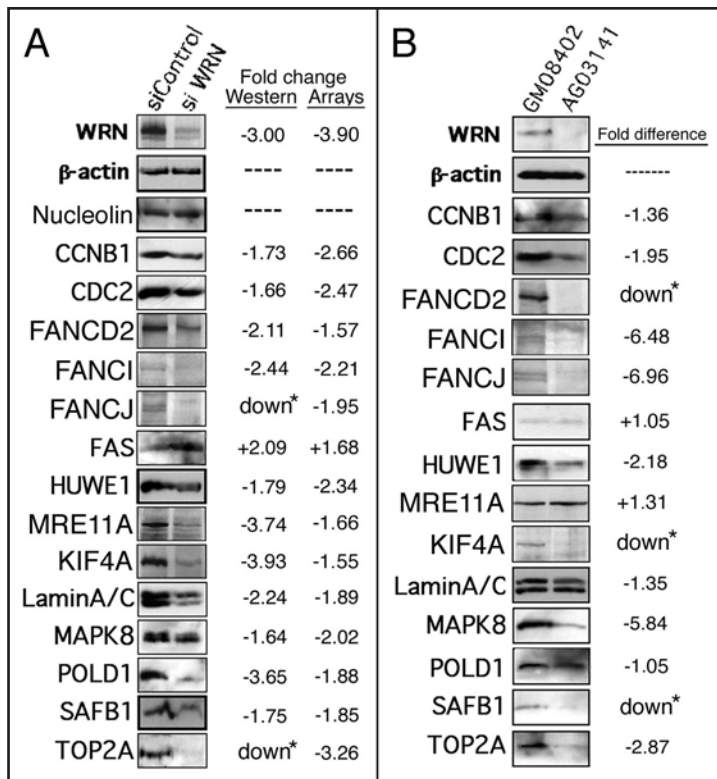 A
siControl
si WRN
Fold change
Western Arrays
WRN -3.00 -3.90
β-actin ---- ----
Nucleolin ---- ----
CCNB1 -1.73 -2.66
CDC2 -1.66 -2.47
FANCD2 -2.11 -1.57
FANCI -2.44 -2.21
FANCJ down* -1.95
FAS +2.09 +1.68
HUWE1 -1.79 -2.34
MRE11A -3.74 -1.66
KIF4A -3.93 -1.55
LaminA/C -2.24 -1.89
MAPK8 -1.64 -2.02
POLD1 -3.65 -1.88
SAFB1 -1.75 -1.85
TOP2A down* -3.26
B
GM08402
AG03141
Fold difference
WRN
β-actin -------
CCNB1 -1.36
CDC2 -1.95
FANCD2 down*
FANCI -6.48
FANCJ -6.96
FAS +1.05
HUWE1 -2.18
MRE11A +1.31
KIF4A down*
LaminA/C -1.35
MAPK8 -5.84
POLD1 -1.05
SAFB1 down*
TOP2A -2.87